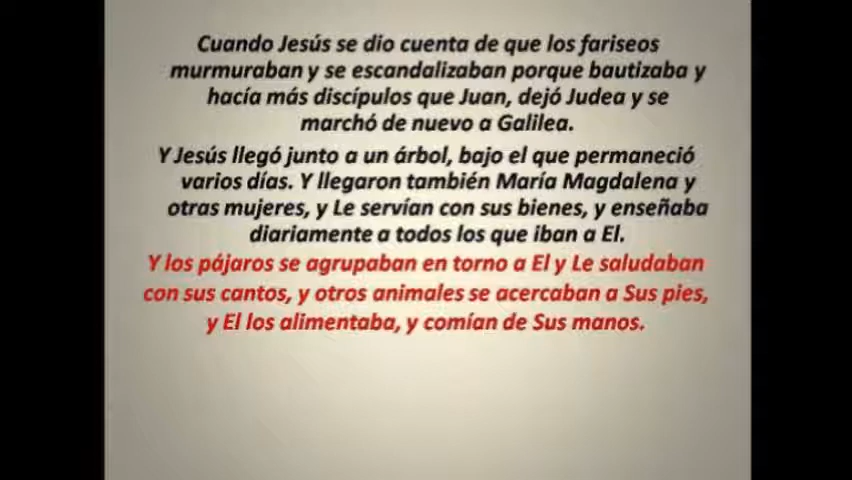 Cuando Jesús se dio cuenta de que los fariseos
murmuraban y se escandalizaban porque bautizaba y
hacía más discípulos que Juan, dejó Judea y se
marchó de nuevo a Galilea.
Y Jesús llegó junto a un árbol, bajo el que permaneció
varios días. Y llegaron también María Magdalena y
otras mujeres, y Le servían con sus bienes, y enseñaba
diariamente a todos los que iban a El.
Y los pájaros se agrupaban en torno a El y Le saludaban
con sus cantos, y otros animales se acercaban a Sus pies,
y El los alimentaba, y comían de Sus manos.